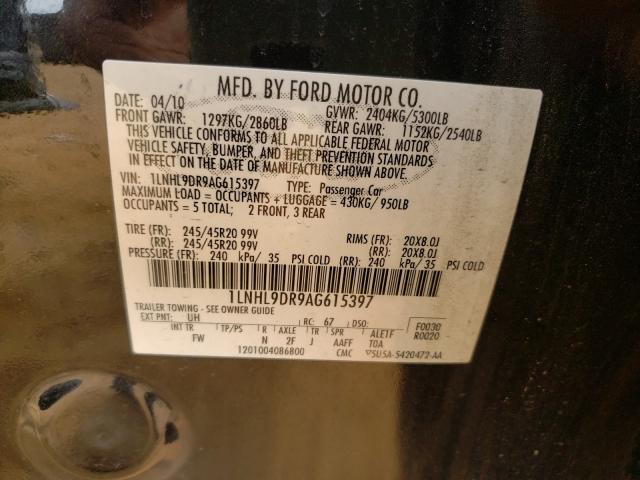 MFD. BY FORD MOTOR CO.
DATE: 04/10 GVWR: 2404KG/5300LB
FRONT GAWR: 1297KG/2860LB REAR GAWR: 1152KG/2540LB
THIS VEHICLE CONFORMS TO ALL APPLICABLE FEDERAL MOTOR
VEHICLE SAFETY, BUMPER, AND THEFT PREVENTION STANDARDS
IN EFFECT ON THE DATE OF MANUFACTURE SHOWN ABOVE.
VIN: 1LNHL9DR9AG615397 TYPE: Passenger Car
MAXIMUM LOAD = OCCUPANTS + LUGGAGE = 430KG/ 950LB
OCCUPANTS = 5 TOTAL; 2 FRONT, 3 REAR
TIRE (FR): 245/45R20 99V RIMS (FR): 20X8.0J
(RR): 245/45R20 99V (RR): 20X8.0J
PRESSURE (FR): 240 kPa/ 35 PSI COLD (RR): 240 kPa/ 35 PSI COLD
1LNHL9DR9AG615397
TRAILER TOWING - SEE OWNER GUIDE
EXT PNT: UH RC: 67 DSO: F0030
R0020
INT TR TP/PS R AXLE TR SPR ALE1F
FW N 2F J AAFF TOA
1201004086800 CMC ▽5U5A-5420472-AA